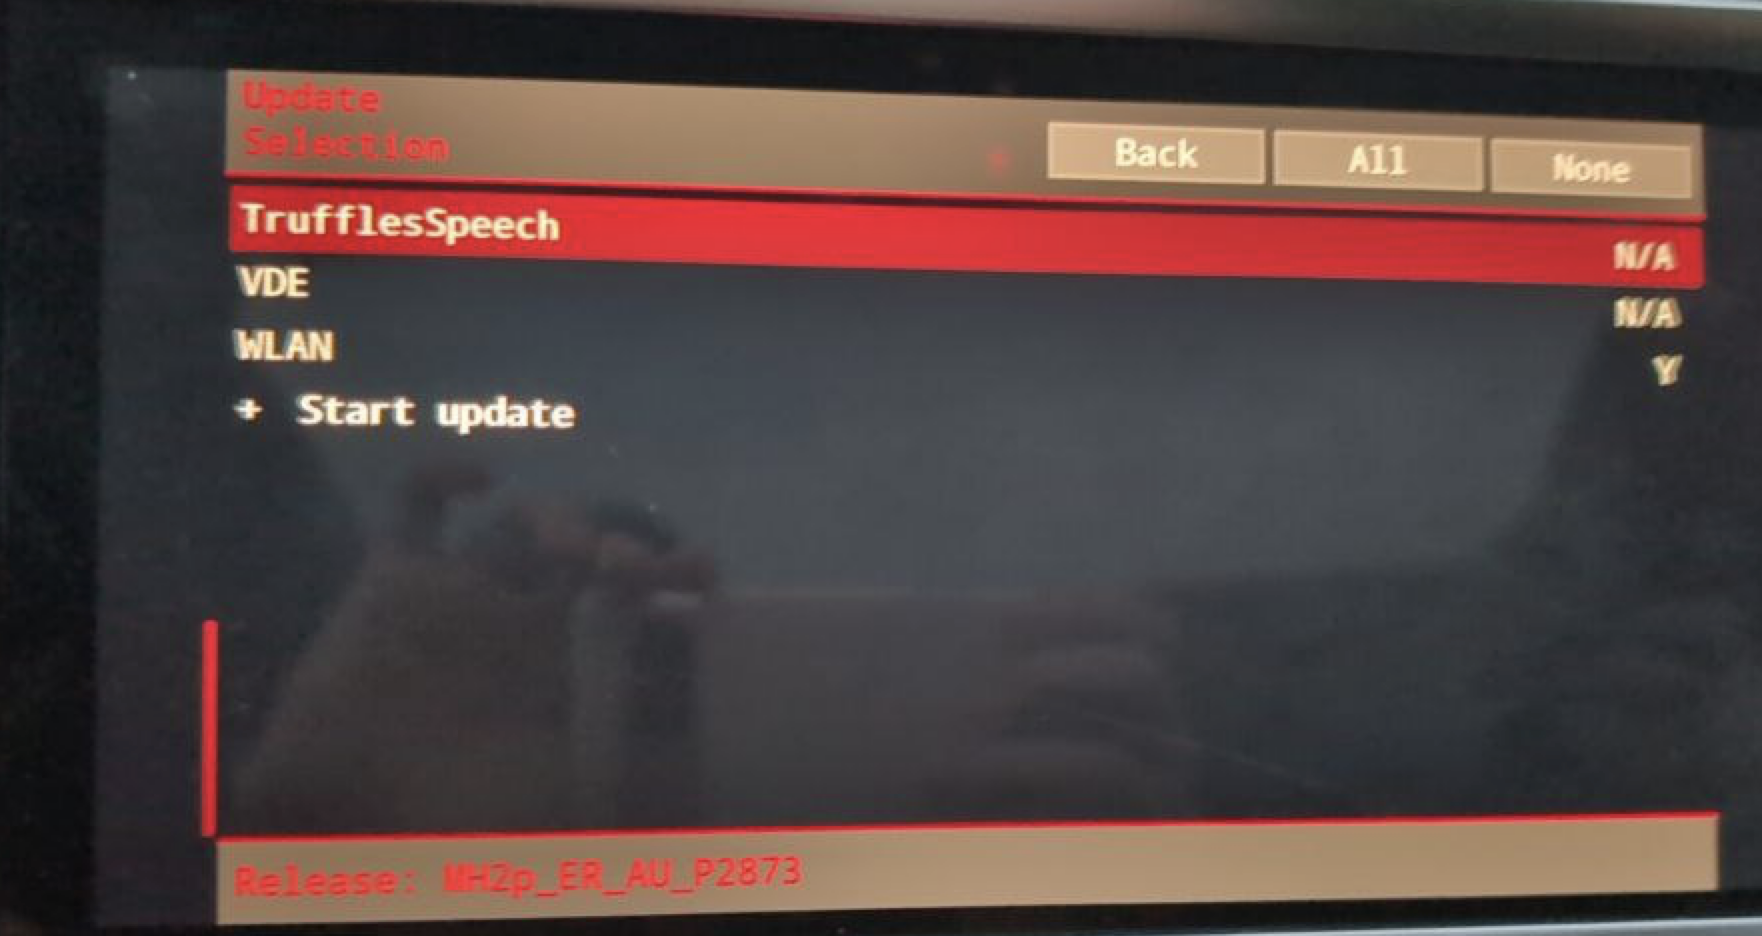 Update
Selection
Back
All
None
TrufflesSpeech N/A
VDE N/A
WLAN Y
+ Start update
Release: MH2p_ER_AU_P2873